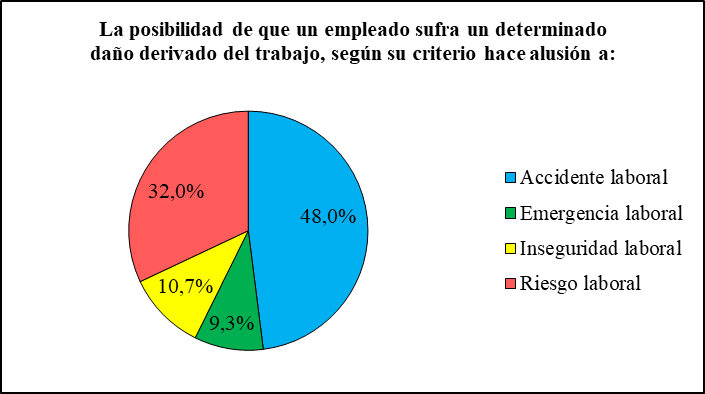 La posibilidad de que un empleado sufra un determinado
daño derivado del trabajo, según su criterio hace alusión a:
32,0%
48,0%
10,7%
9,3%
Accidente laboral
Emergencia laboral
Inseguridad laboral
Riesgo laboral